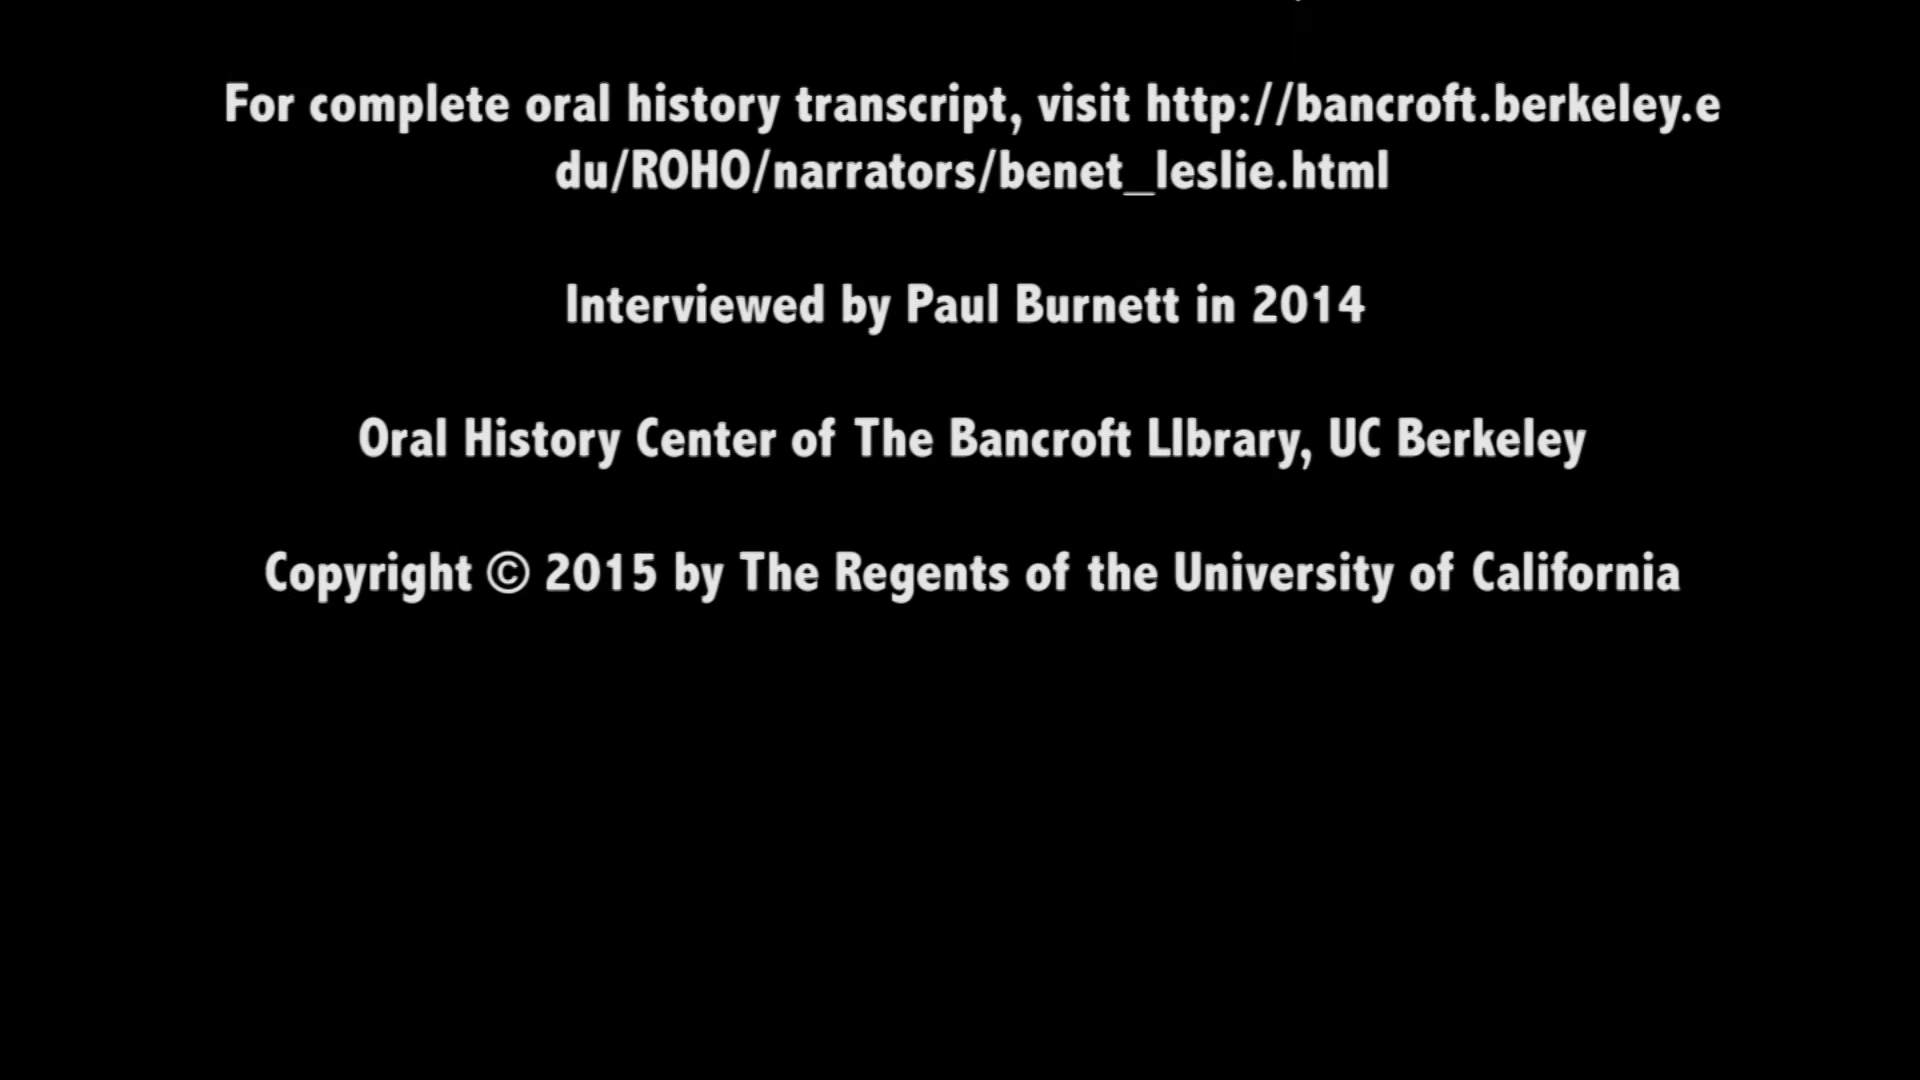 For complete oral history transcript, visit http://bancroft.berkeley.e
du/ROHO/narrators/benet_leslie.html
Interviewed by Paul Burnett in 2014
Oral History Center of The Bancroft LIbrary, UC Berkeley
Copyright © 2015 by The Regents of the University of California